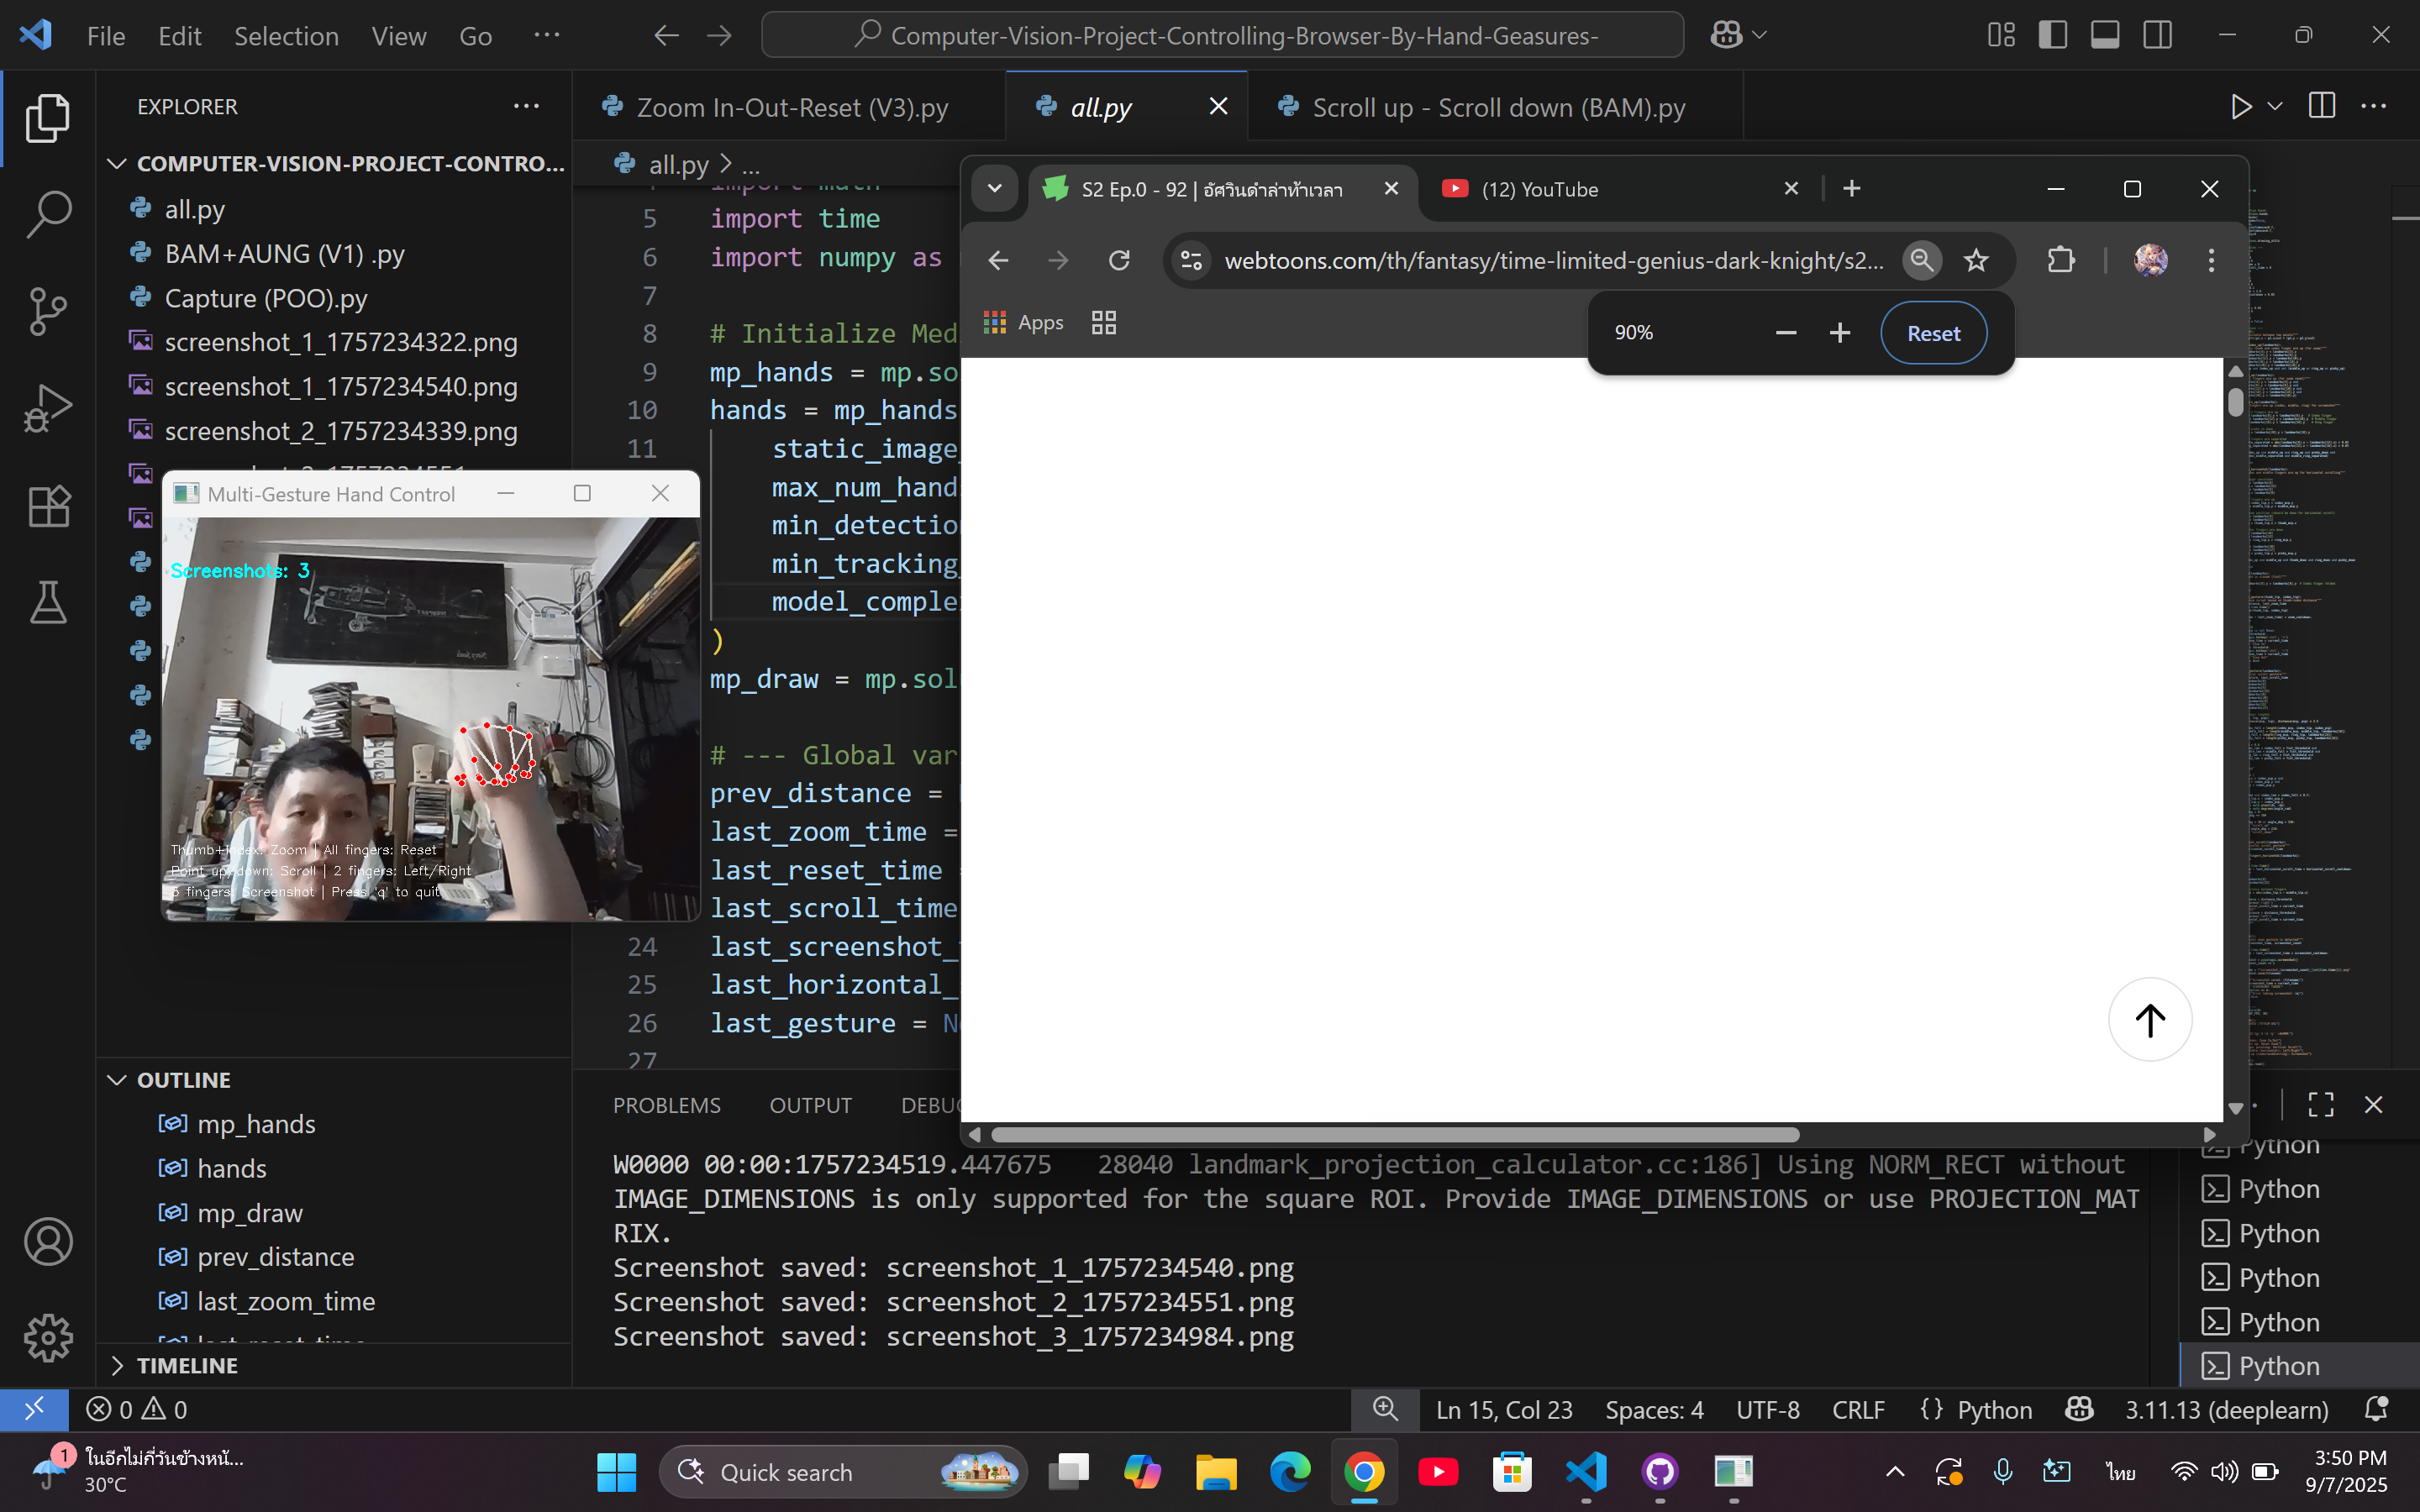 File Edit Selection View Go ···
Computer-Vision-Project-Controlling-Browser-By-Hand-Geasures-
EXPLORER
Zoom In-Out-Reset (V3).py
all.py
Scroll up - Scroll down (BAM).py
COMPUTER-VISION-PROJECT-CONTRO...
all.py
BAM+AUNG (V1) .py
Capture (POO).py
screenshot_1_1757234322.png
screenshot_1_1757234540.png
screenshot_2_1757234339.png
all.py > ...
5 import time
6 import numpy as
7
8 # Initialize Med
9 mp_hands = mp.so
10 hands = mp_hands
11 static_image_
max_num_hand
min_detection
min_tracking_
model_comple
)
mp_draw = mp.sol
# --- Global var
prev_distance =
last_zoom_time =
last_reset_time
last_scroll_time
24 last_screenshot_
25 last_horizontal_
26 last_gesture = N
27
S2 Ep.0 - 92 | อัศวินดำล่าท้าเวลา
(12) YouTube
webtoons.com/th/fantasy/time-limited-genius-dark-knight/s2...
Apps
90%
Reset
Multi-Gesture Hand Control
Screenshots: 3
Thumb+Index: Zoom | All fingers: Reset
Point up/down: Scroll | 2 fingers: Left/Right
3 fingers: Screenshot | Press 'q' to quit
OUTLINE
mp_hands
hands
mp_draw
prev_distance
last_zoom_time
last_reset_time
TIMELINE
PROBLEMS OUTPUT DEBUG
W0000 00:00:1757234519.447675 28040 landmark_projection_calculator.cc:186] Using NORM_RECT without
IMAGE_DIMENSIONS is only supported for the square ROI. Provide IMAGE_DIMENSIONS or use PROJECTION_MAT
RIX.
Screenshot saved: screenshot_1_1757234540.png
Screenshot saved: screenshot_2_1757234551.png
Screenshot saved: screenshot_3_1757234984.png
Python
Python
Python
Python
Python
Python
0 0
Ln 15, Col 23 Spaces: 4 UTF-8 CRLF {} Python 3.11.13 (deeplearn)
1
ในอีกไม่กี่วันข้างหน้...
30°C
Quick search
ไทย
3:50 PM
9/7/2025